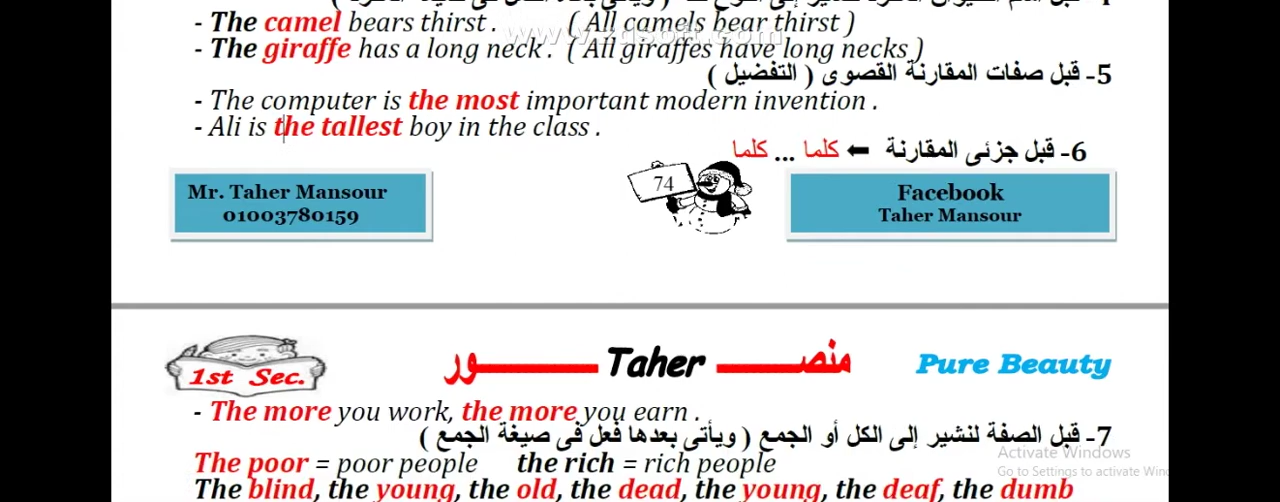 - The camel bears thirst . ( All camels bear thirst )
- The giraffe has a long neck . ( All giraffes have long necks )
5- قبل صفات المقارنة القصوى ( التفضيل )
- The computer is the most important modern invention .
- Ali is the tallest boy in the class .
6- قبل جزئى المقارنة ⬅ كلما ... كلما
Mr. Taher Mansour
01003780159
74
Facebook
Taher Mansour
1st Sec.
منصــــــــ Taher ــــــــــور
Pure Beauty
- The more you work, the more you earn .
7- قبل الصفة لنشير إلى الكل أو الجمع ( ويأتى بعدها فعل فى صيغة الجمع )
The poor = poor people the rich = rich people
The blind, the young, the old, the dead, the young, the deaf, the dumb
Activate Windows
Go to Settings to activate Win